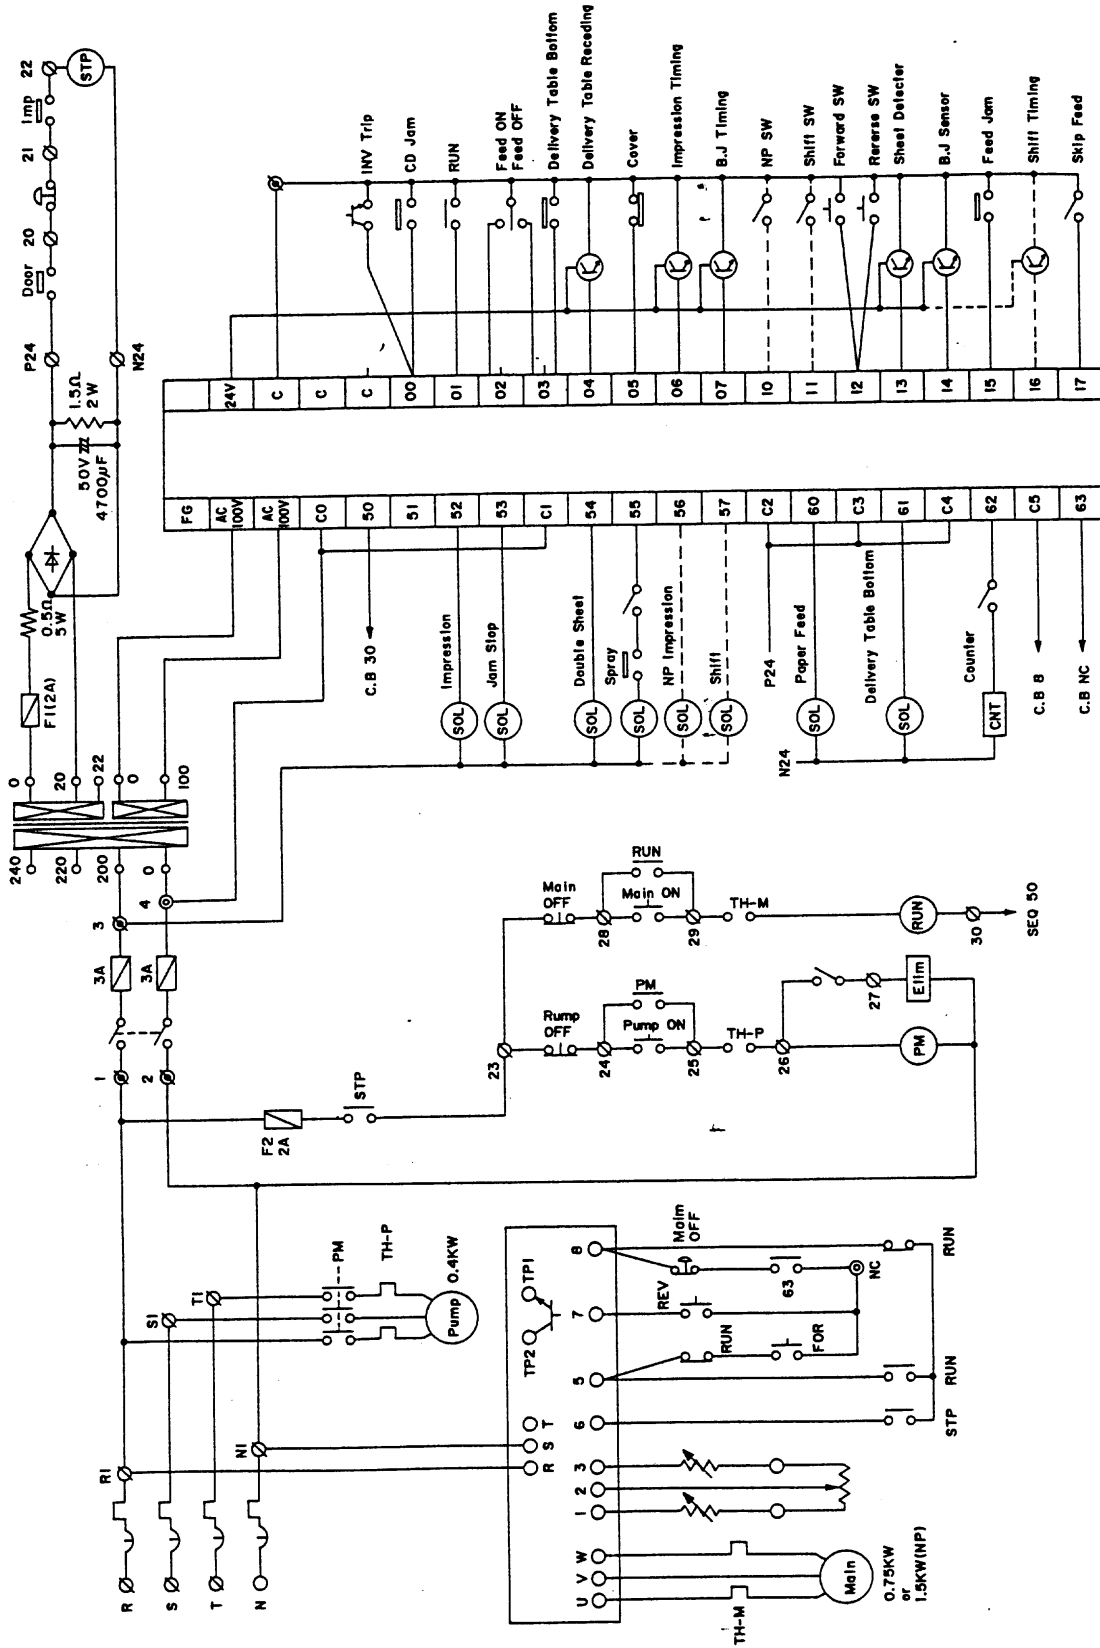 STP
22
Imp
21
20
Door
P24
N24
1.5Ω
2W
50V
4700μF
0.5Ω
5W
F1(2A)
0
20
22
0
100
240
220
200
0
3
4
3A
3A
1
2
F2
2A
STP
INV Trip
CD Jam
RUN
Feed ON
Feed OFF
Delivery Table Bottom
Delivery Table Receding
Cover
Impression Timing
B.J Timing
NP SW
Shift SW
Forward SW
Rererse SW
Sheet Detecter
B.J Sensor
Feed Jam
Shift Timing
Skip Feed
24V
C
C
C
00
01
02
03
04
05
06
07
10
11
12
13
14
15
16
17
FG
AC
100V
AC
100V
C0
50
51
52
53
C1
54
55
56
57
C2
60
C3
61
C4
62
C5
63
C.B 30
Impression
SOL
Jam Stop
SOL
Double Sheet
SOL
Spray
SOL
NP Impression
SOL
Shift
SOL
P24
Paper Feed
SOL
Delivery Table Bottom
SOL
N24
Counter
CNT
C.B 8
C.B NC
23
Main
OFF
28
RUN
Main ON
29
TH-M
RUN
30
SEQ 50
Rump
OFF
24
PM
Pump ON
25
TH-P
26
27
Elim
PM
R
S
T
N
R1
S1
T1
N1
PM
TH-P
Pump
0.4KW
TP2
TP1
R
S
T
U
V
W
1
2
3
6
5
7
8
TH-M
Main
0.75KW
or
1.5KW(NP)
STP
RUN
RUN
FOR
REV
Maim
OFF
63
NC
RUN